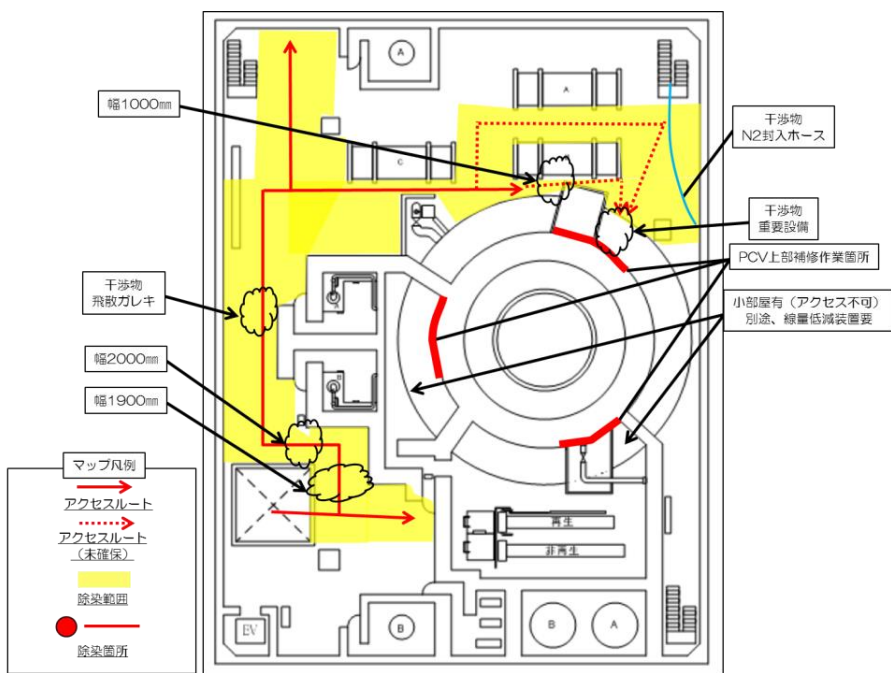 A
幅1000㎜
A
C
干渉物
N2封入ホース
干渉物
重要設備
PCV上部補修作業箇所
干渉物
飛散ガレキ
小部屋有（アクセス不可）
別途、線量低減装置要
幅2000㎜
幅1900㎜
マップ凡例
アクセスルート
アクセスルート
（未確保）
除染範囲
除染箇所
再生
非再生
EV
B
B
A